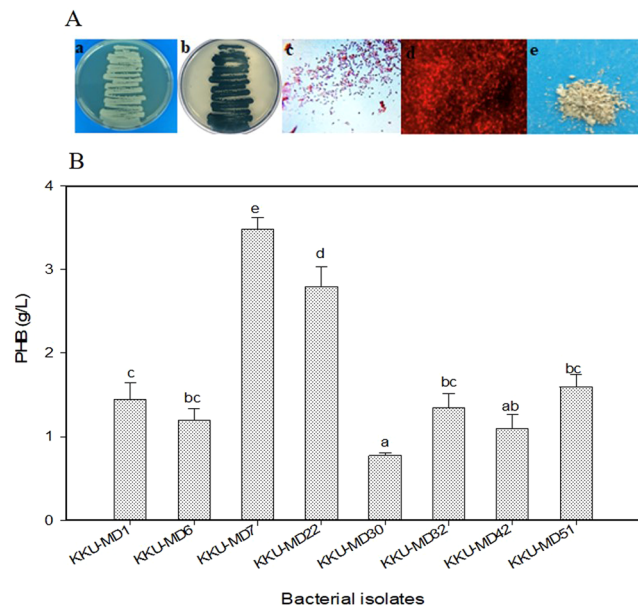 A
a b c d e
B
PHB (g/L)
4
3
2
1
0
c bc e d a bc ab bc
KKU-MD1 KKU-MD6 KKU-MD7 KKU-MD22 KKU-MD30 KKU-MD32 KKU-MD42 KKU-MD51
Bacterial isolates